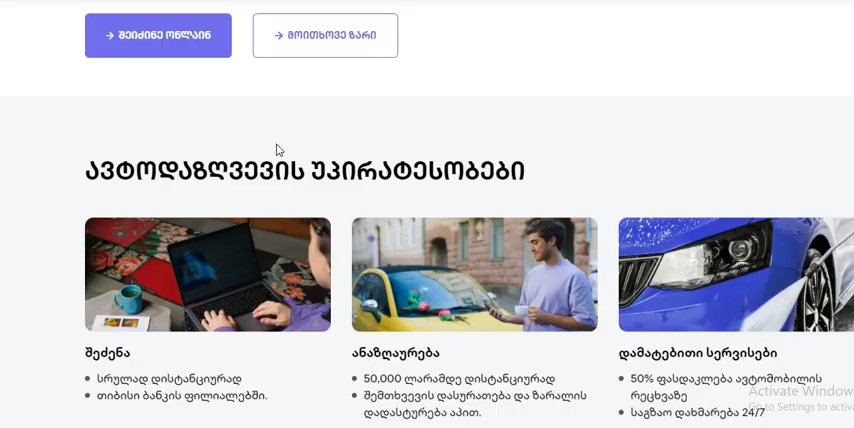 → შეიძინე ონლაინ
→ მოითხოვე ზარი
ავტოდაზღვევის უპირატესობები
შეძენა
სრულად დისტანციურად
თიბისი ბანკის ფილიალებში.
ანაზღაურება
50,000 ლარამდე დისტანციურად
შემთხვევის დასურათება და ზარალის
დადასტურება აპით.
დამატებითი სერვისები
50% ფასდაკლება ავტომობილის
რეცხვაზე
საგზაო დახმარება 24/7
Activate Window
Go to Settings to activa